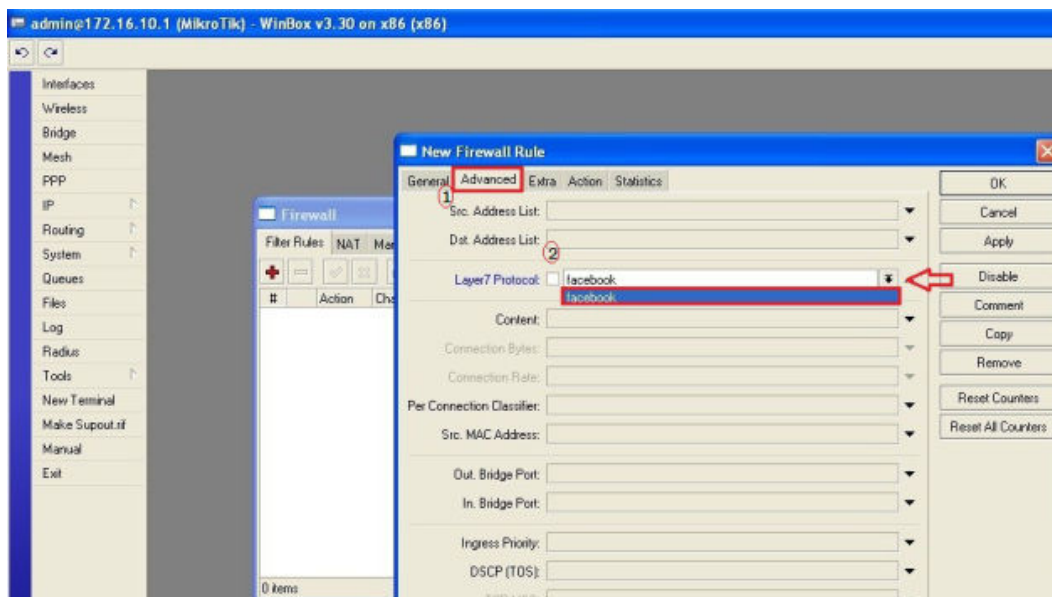 admin@172.16.10.1 (MikroTik) - WinBox v3.30 on x86 (x86)
Interfaces
Wireless
Bridge
Mesh
PPP
IP
Routing
System
Queues
Files
Log
Radius
Tools
New Terminal
Make Supout.rif
Manual
Exit
Firewall
Filter Rules NAT
# Action
0 items
New Firewall Rule
General Advanced Extra Action Statistics
1
Src. Address List:
Dst. Address List:
2
Layer7 Protocol: facebook
facebook
Content:
Connection Bytes:
Connection Rate:
Per Connection Classifier:
Src. MAC Address:
Out. Bridge Port:
In. Bridge Port:
Ingress Priority:
DSCP (TOS):
OK
Cancel
Apply
Disable
Comment
Copy
Remove
Reset Counters
Reset All Counters